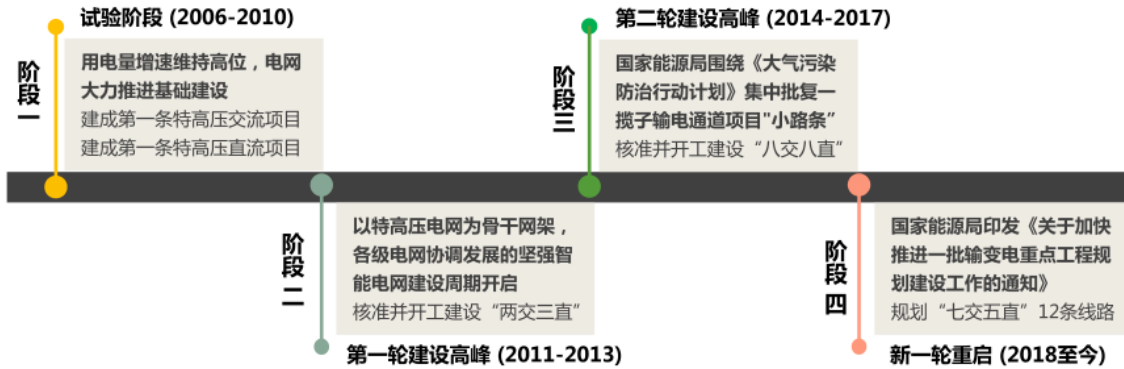 试验阶段 (2006-2010)
阶段一
用电量增速维持高位，电网
大力推进基础建设
建成第一条特高压交流项目
建成第一条特高压直流项目
阶段二
以特高压电网为骨干网架，
各级电网协调发展的坚强智
能电网建设周期开启
核准并开工建设“两交三直”
第一轮建设高峰 (2011-2013)
第二轮建设高峰 (2014-2017)
阶段三
国家能源局围绕《大气污染
防治行动计划》集中批复一
揽子输电通道项目"小路条”
核准并开工建设“八交八直”
阶段四
国家能源局印发《关于加快
推进一批输变电重点工程规
划建设工作的通知》
规划“七交五直”12条线路
新一轮重启 (2018至今)